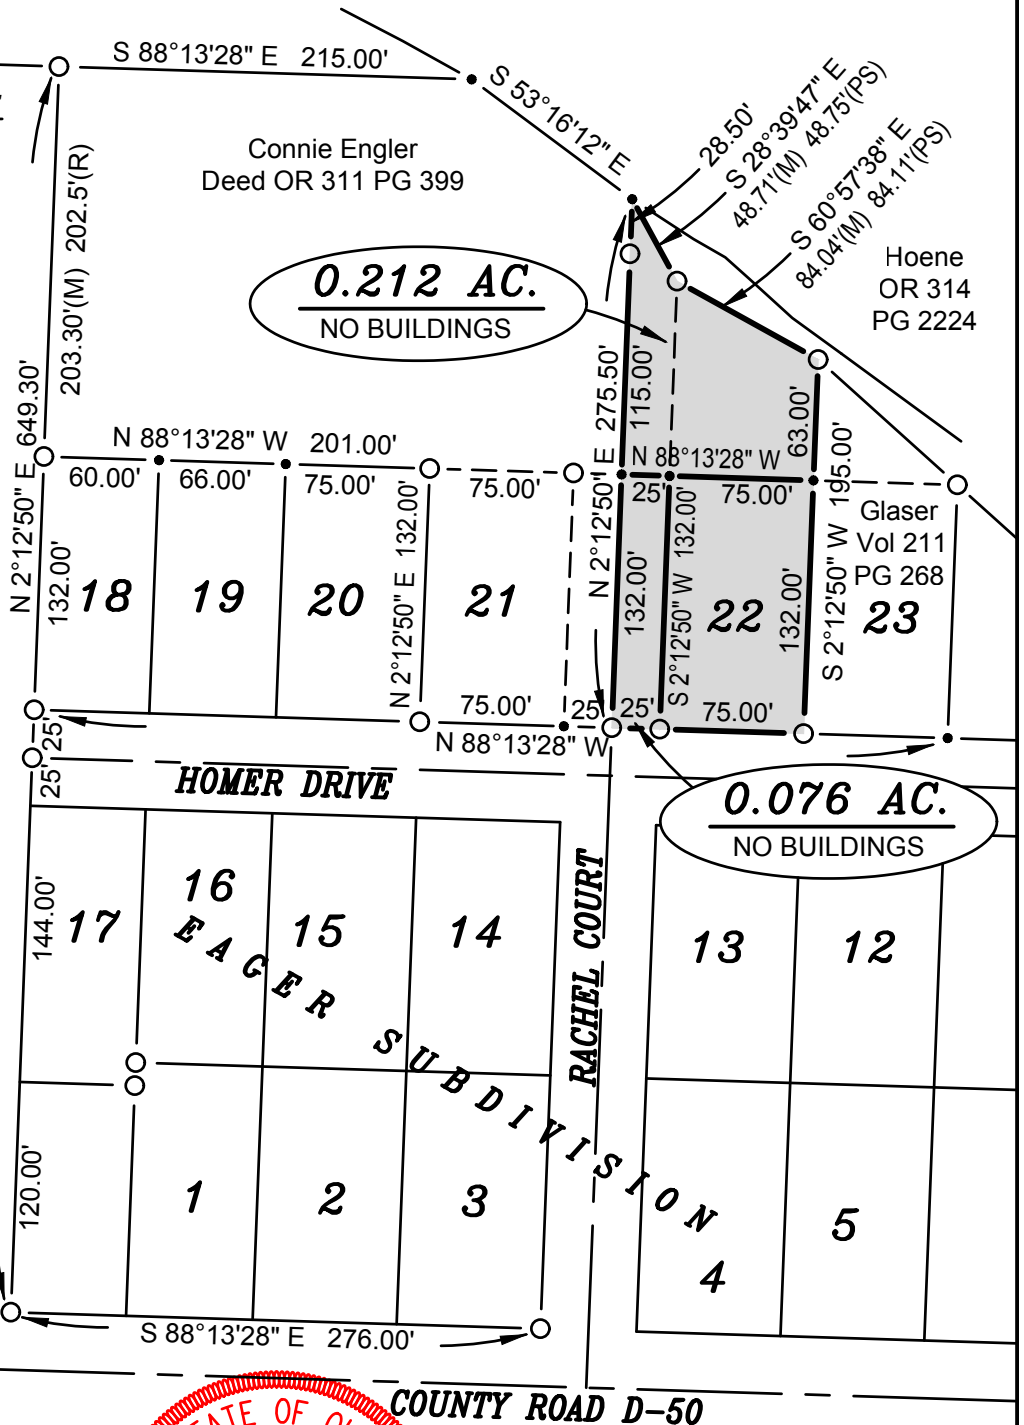 S 88°13'28" E 215.00'
S 53°16'12" E
28.50'
S 28°39'47" E
48.71'(M) 48.75'(PS)
S 60°57'38" E
84.04'(M) 84.11'(PS)
Connie Engler
Deed OR 311 PG 399
Hoene
OR 314
PG 2224
0.212 AC.
NO BUILDINGS
203.30'(M) 202.5'(R)
N 2°12'50" E 649.30'
N 88°13'28" W 201.00'
60.00'
66.00'
75.00'
75.00'
N 2°12'50" E 275.50'
115.00'
63.00'
N 88°13'28" W
25'
75.00'
S 2°12'50" W 195.00'
Glaser
Vol 211
PG 268
132.00'
18
19
20
N 2°12'50" E 132.00'
21
132.00'
S 2°12'50" W 132.00'
22
132.00'
23
75.00'
25'
25'
75.00'
N 88°13'28" W
25'
25'
HOMER DRIVE
0.076 AC.
NO BUILDINGS
144.00'
17
16
15
14
13
12
RACHEL COURT
EAGER SUBDIVISION
120.00'
1
2
3
4
5
S 88°13'28" E 276.00'
COUNTY ROAD D-50
OF